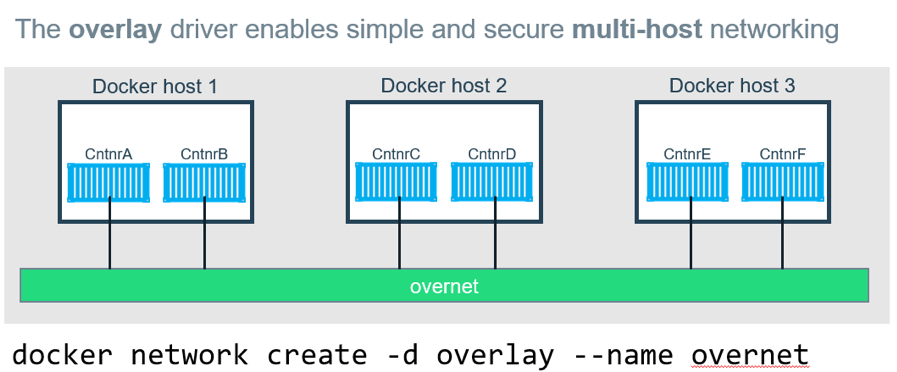 The overlay driver enables simple and secure multi-host networking
Docker host 1 Docker host 2 Docker host 3
CntnrA CntnrB CntnrC CntnrD CntnrE CntnrF
overnet
docker network create -d overlay --name overnet